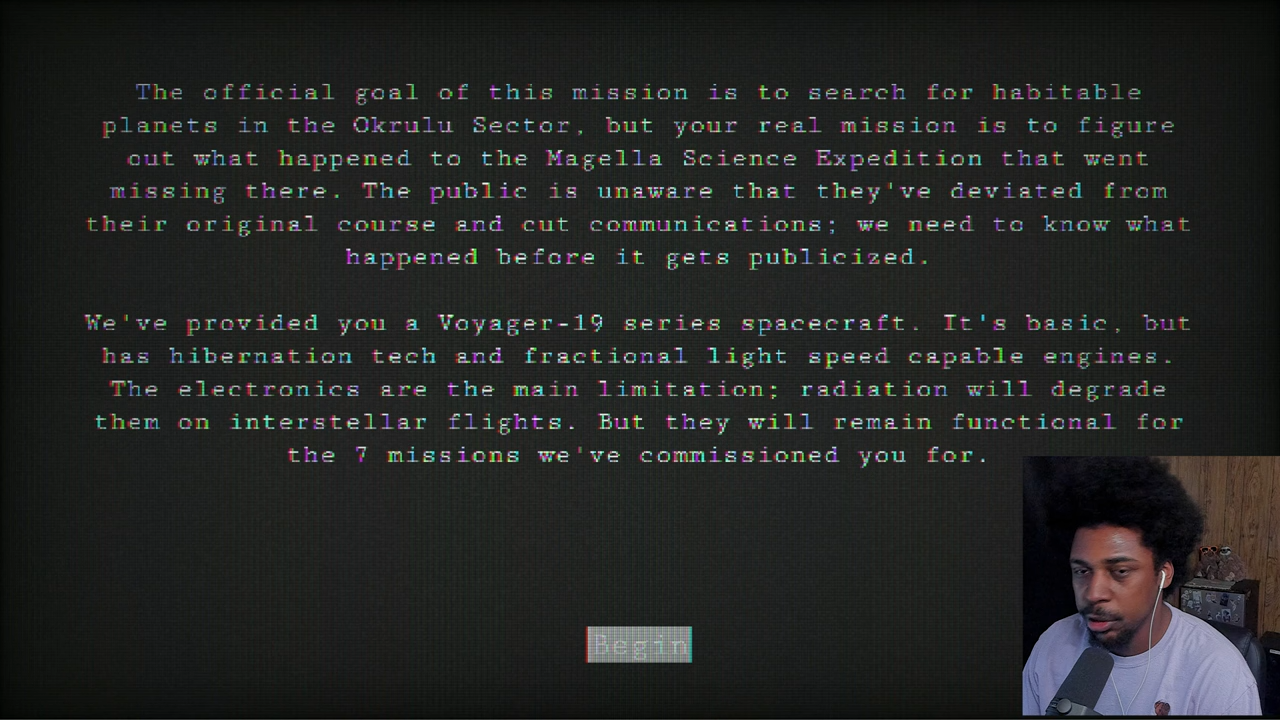 The official goal of this mission is to search for habitable
planets in the Okrulu Sector, but your real mission is to figure
out what happened to the Magella Science Expedition that went
missing there. The public is unaware that they've deviated from
their original course and cut communications; we need to know what
happened before it gets publicized.
We've provided you a Voyager-19 series spacecraft. It's basic, but
has hibernation tech and fractional light speed capable engines.
The electronics are the main limitation; radiation will degrade
them on interstellar flights. But they will remain functional for
the 7 missions we've commissioned you for.
Begin